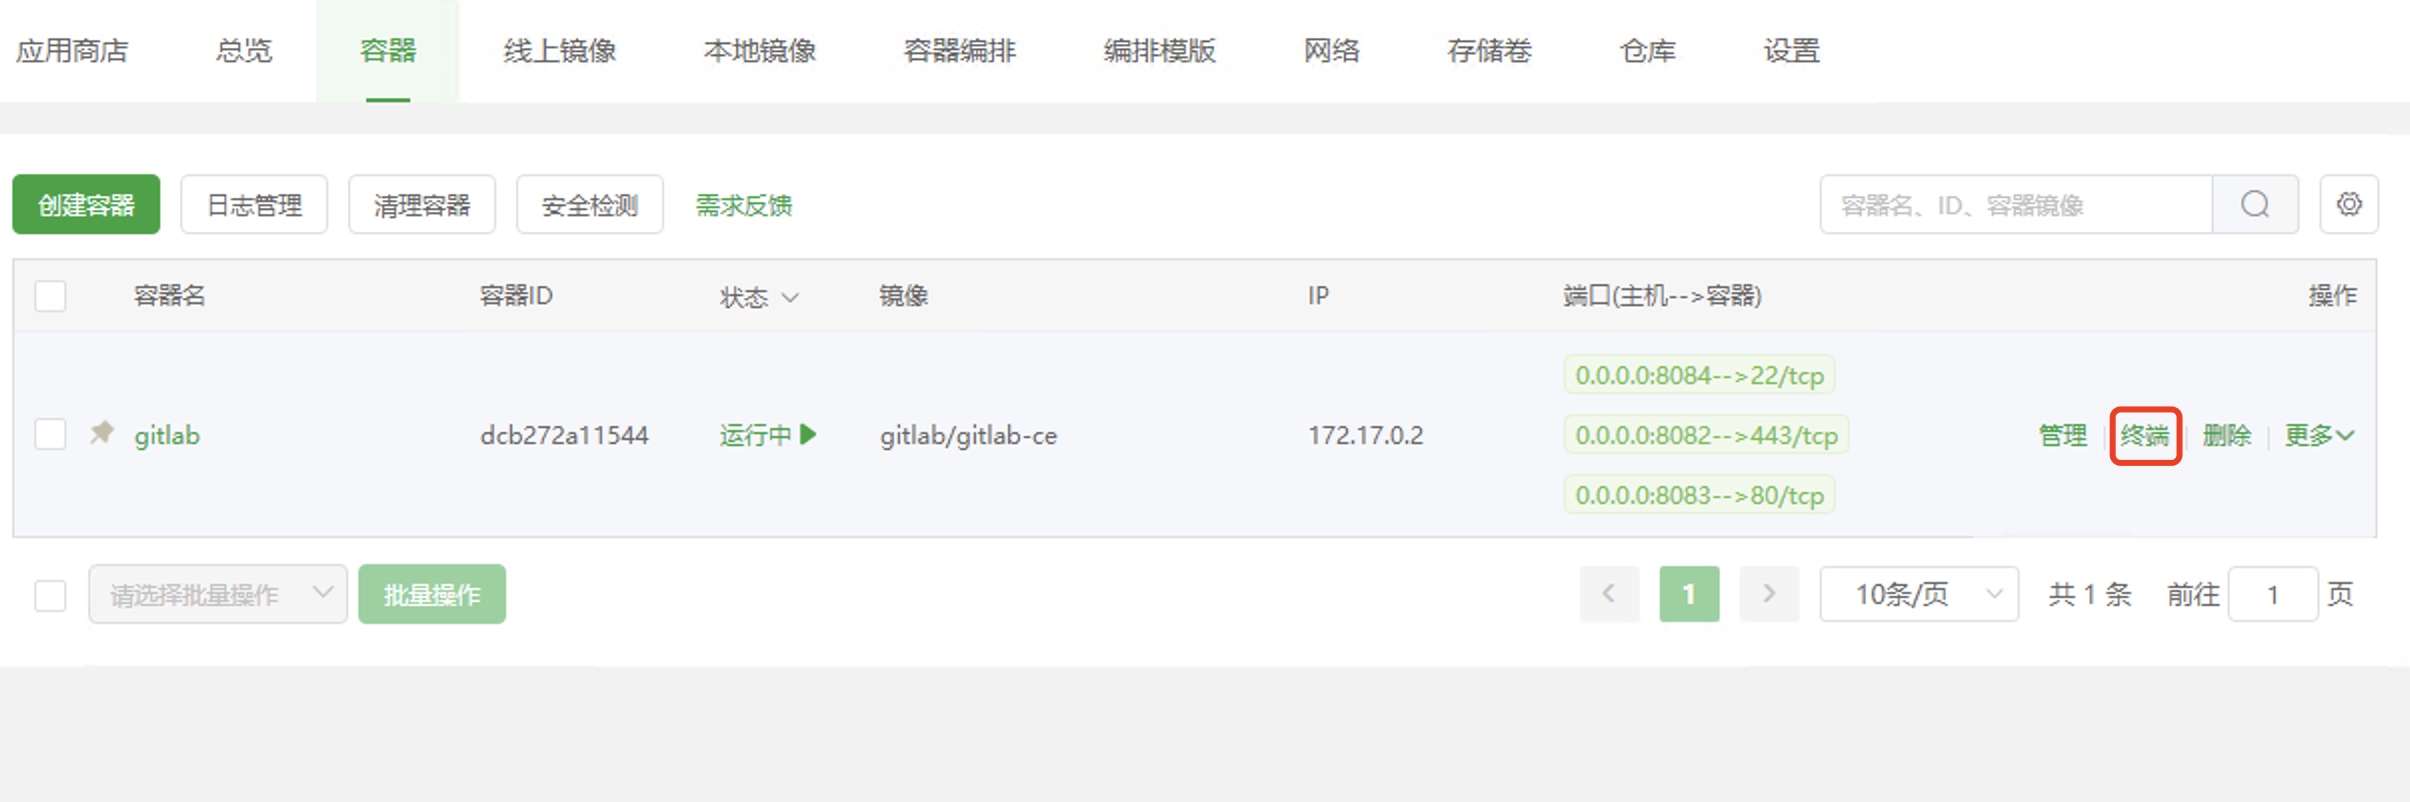 应用商店 总览 容器 线上镜像 本地镜像 容器编排 编排模版 网络 存储卷 仓库 设置
创建容器 日志管理 清理容器 安全检测 需求反馈 容器名、ID、容器镜像
容器名 容器ID 状态 镜像 IP 端口(主机-->容器) 操作
0.0.0.0:8084-->22/tcp
gitlab dcb272a11544 运行中 gitlab/gitlab-ce 172.17.0.2 0.0.0.0:8082-->443/tcp 管理 终端 删除 更多
0.0.0.0:8083-->80/tcp
请选择批量操作 批量操作 1 10条/页 共 1 条 前往 1 页